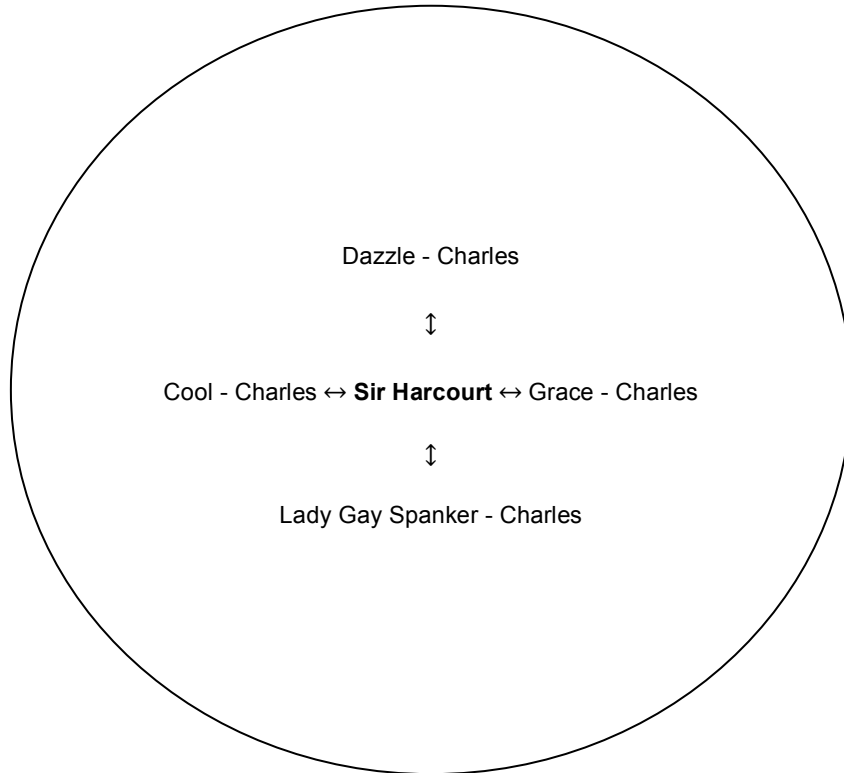 Dazzle - Charles
↕
Cool - Charles ↔ Sir Harcourt ↔ Grace - Charles
↕
Lady Gay Spanker - Charles